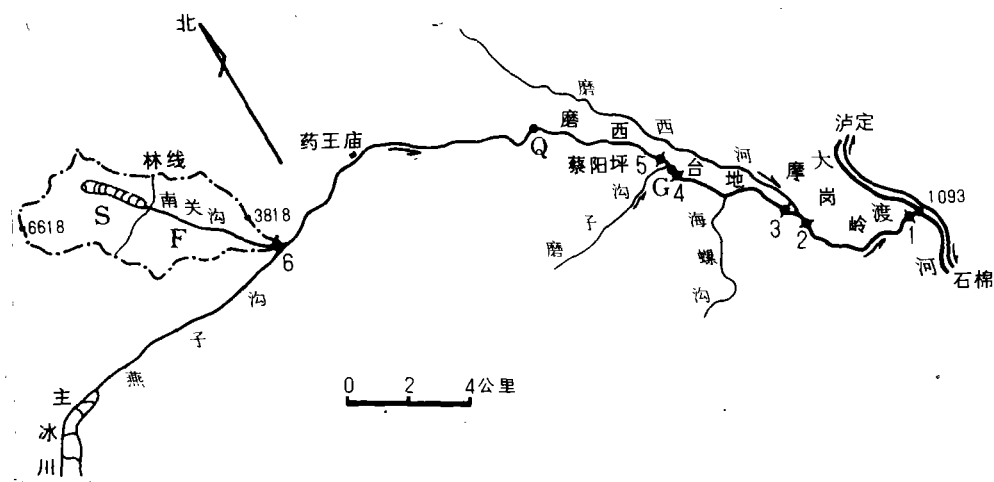 北
药王庙
林线
南关沟
S
F
6618
3818
6
燕子沟
主冰川
0 2 4公里
Q
磨西台地
磨西河
蔡阳坪
5
G
4
磨子沟
海螺沟
3
2
摩岗岭
泸定
大渡河
1093
1
石棉